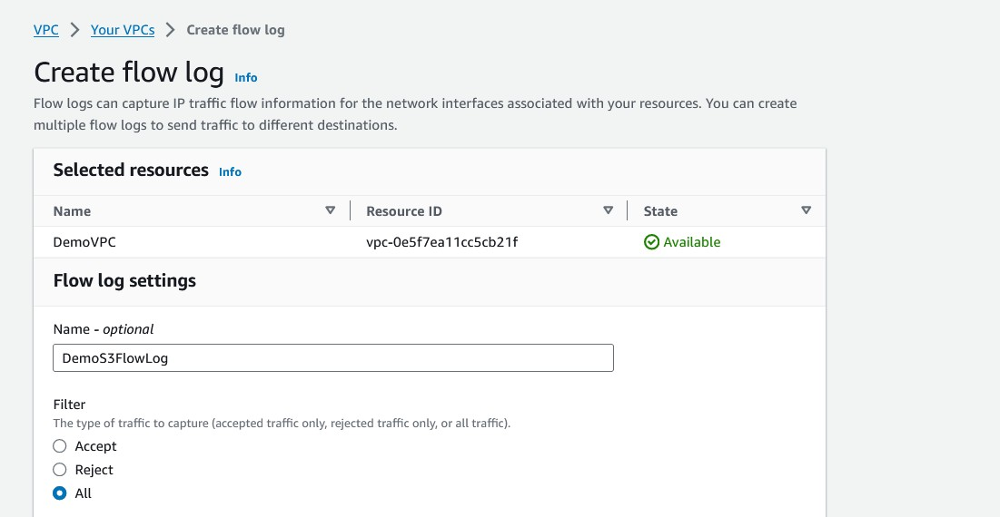 VPC > Your VPCs > Create flow log
Create flow log Info
Flow logs can capture IP traffic flow information for the network interfaces associated with your resources. You can create
multiple flow logs to send traffic to different destinations.
Selected resources Info
Name Resource ID State
DemoVPC vpc-0e5f7ea11cc5cb21f Available
Flow log settings
Name - optional
DemoS3FlowLog
Filter
The type of traffic to capture (accepted traffic only, rejected traffic only, or all traffic).
Accept
Reject
All